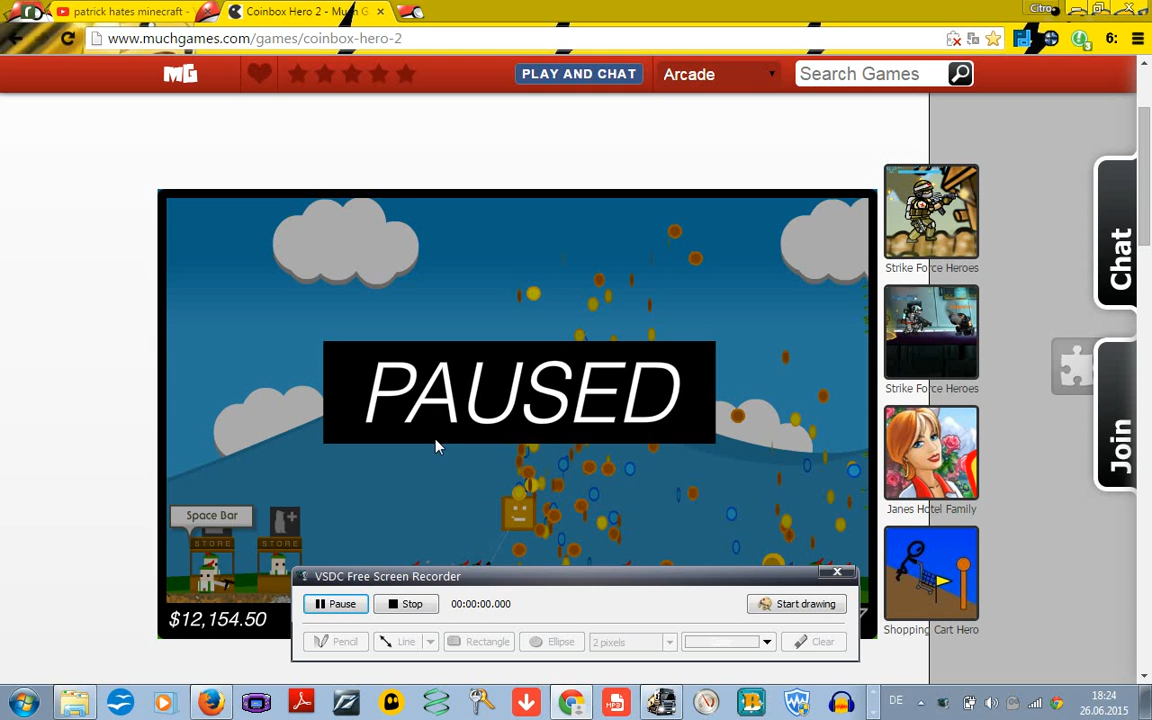 patrick hates minecraft -
Coinbox Hero 2 - Much G
Citro
www.muchgames.com/games/coinbox-hero-2
6:
3
MG
PLAY AND CHAT
Arcade
Search Games
Chat
Join
Strike Force Heroes
Strike Force Heroes
Janes Hotel Family
Shopping Cart Hero
PAUSED
Space Bar
STORE
STORE
$12,154.50
VSDC Free Screen Recorder
Pause
Stop
00:00:00.000
Start drawing
Pencil
Line
Rectangle
Ellipse
2 pixels
Clear
DE
18:24
26.06.2015